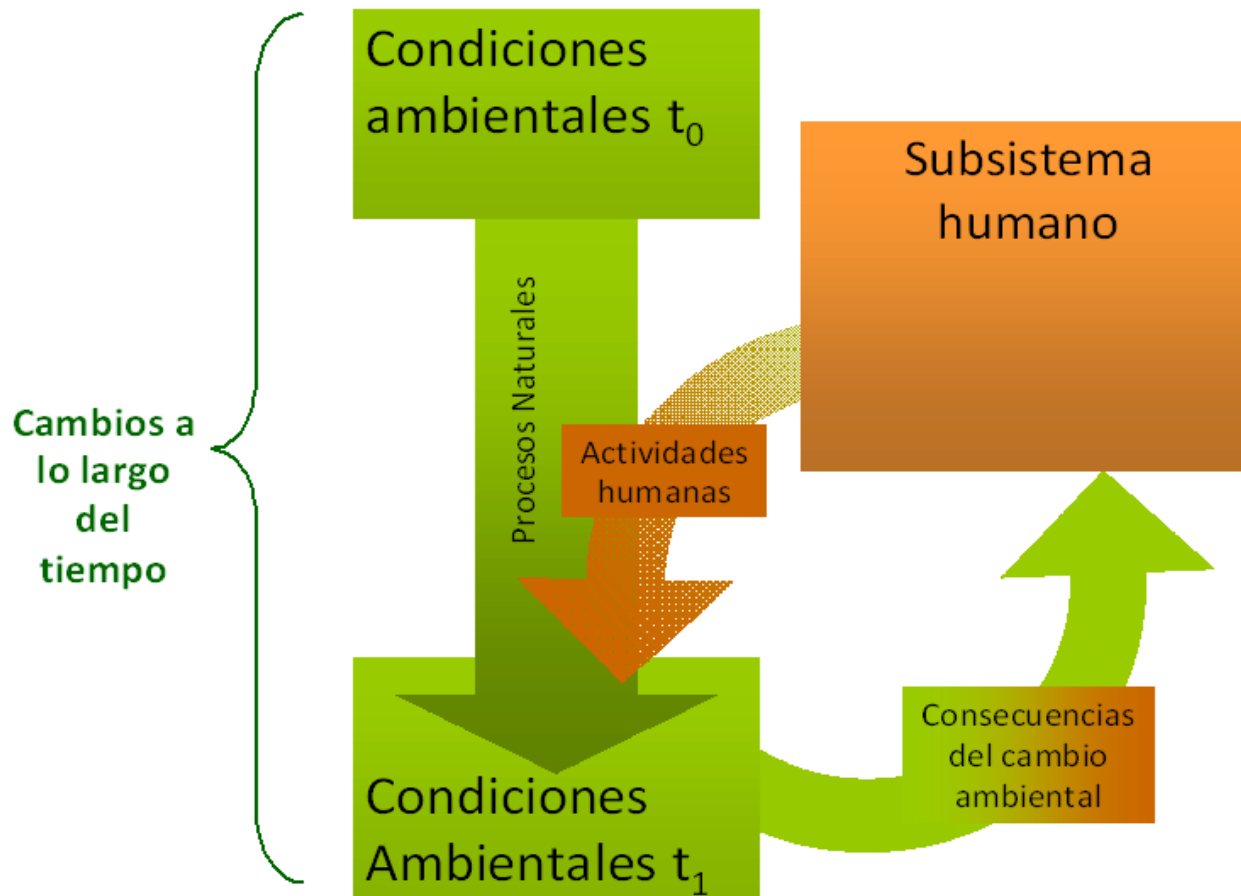 Condiciones
ambientales t₀
Subsistema
humano
Procesos Naturales
Cambios a
lo largo
del
tiempo
Actividades
humanas
Consecuencias
del cambio
ambiental
Condiciones
Ambientales t₁